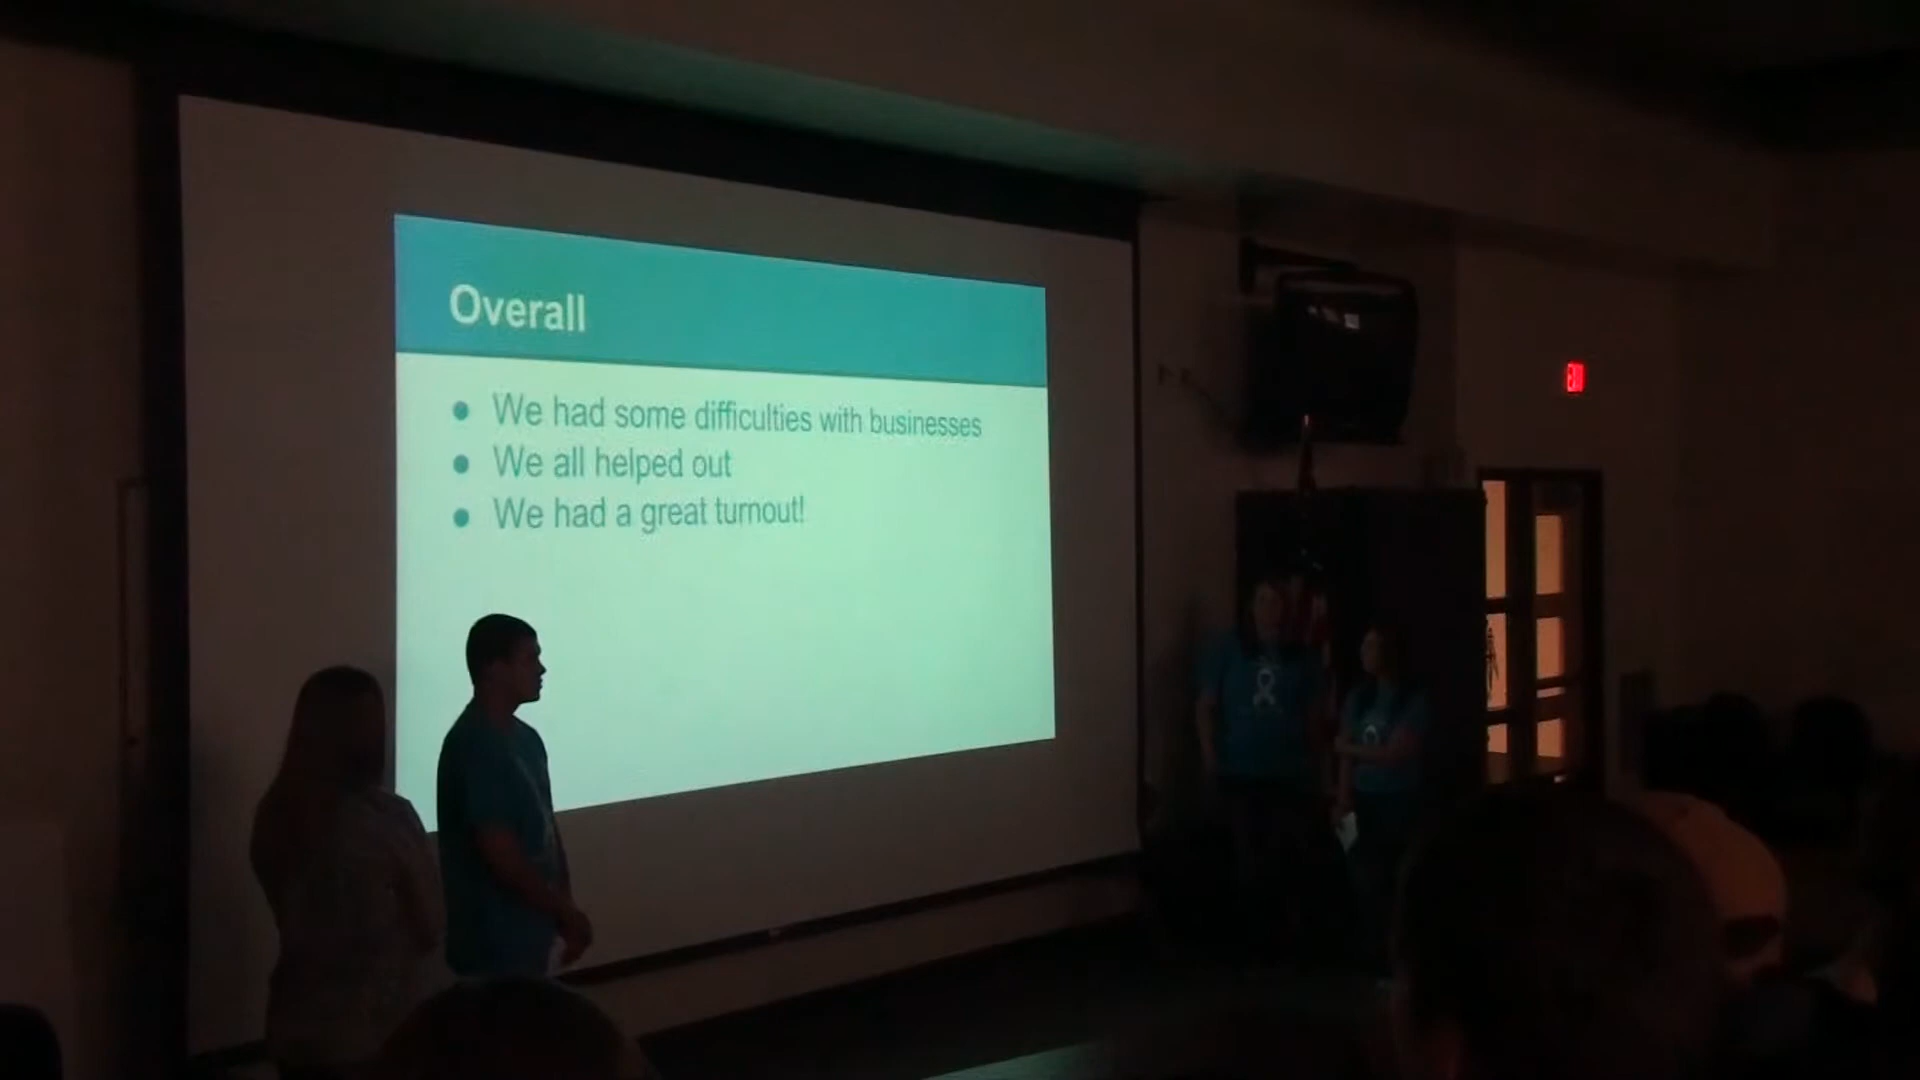 Overall
● We had some difficulties with businesses
● We all helped out
● We had a great turnout!